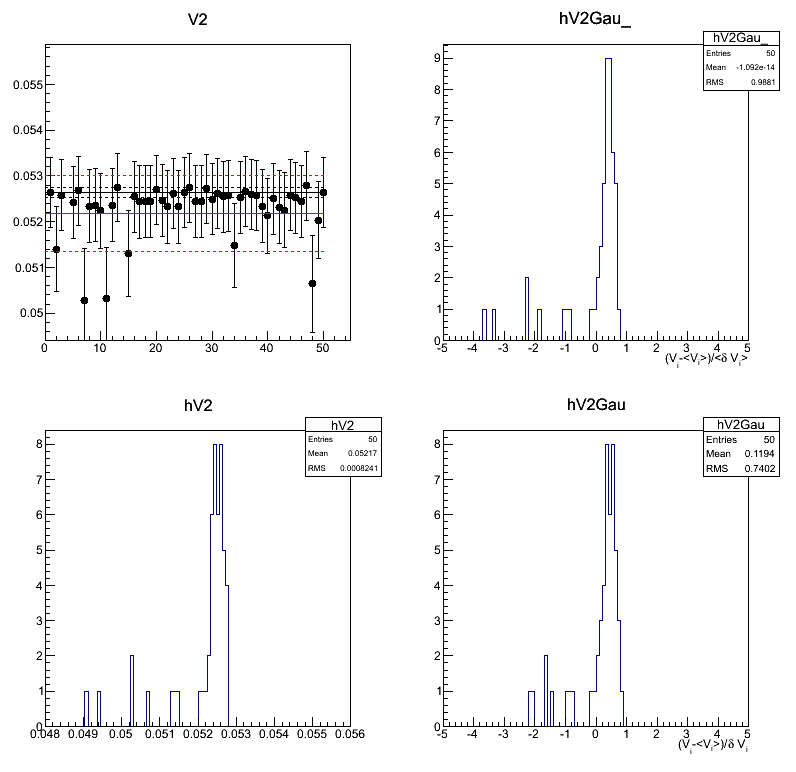 V2
0.055
0.054
0.053
0.052
0.051
0.05
0 10 20 30 40 50
hV2Gau_
hV2Gau_
Entries 50
Mean -1.092e-14
RMS 0.9881
9
8
7
6
5
4
3
2
1
0
-5 -4 -3 -2 -1 0 1 2 3 4 5
(Vi-<Vi>)/<δ Vi>
hV2
hV2
Entries 50
Mean 0.05217
RMS 0.0008241
8
7
6
5
4
3
2
1
0
0.048 0.049 0.05 0.051 0.052 0.053 0.054 0.055 0.056
hV2Gau
hV2Gau
Entries 50
Mean 0.1194
RMS 0.7402
8
7
6
5
4
3
2
1
0
-5 -4 -3 -2 -1 0 1 2 3 4 5
(Vi-<Vi>)/δ Vi